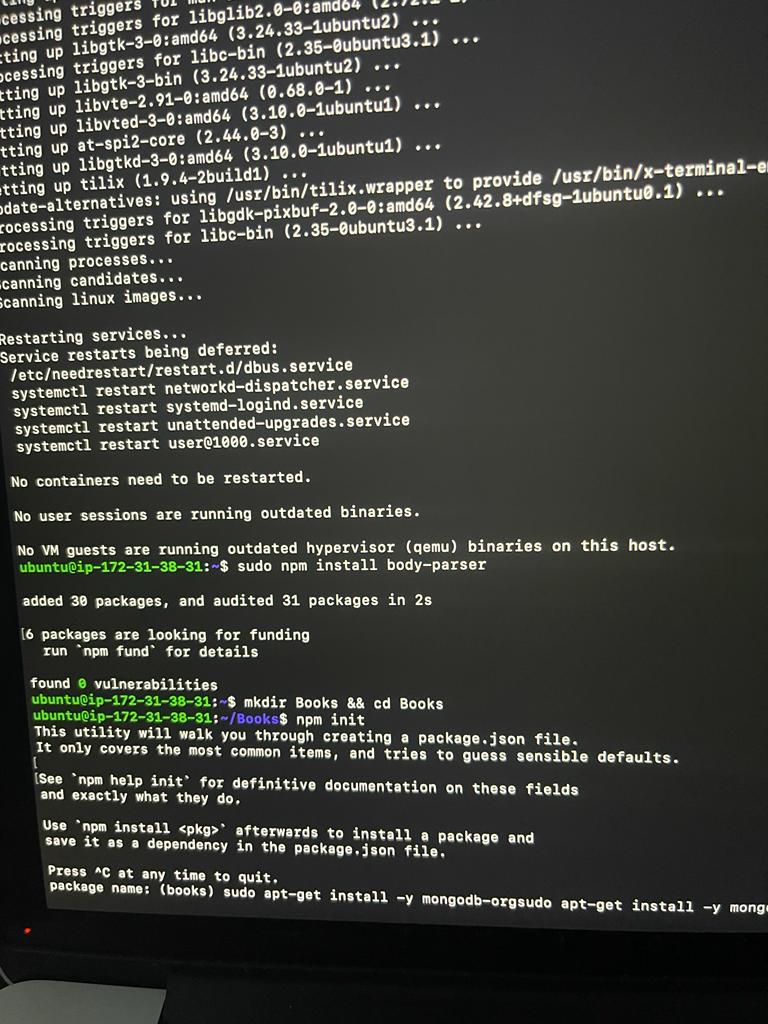 cessing triggers for
cessing triggers for libglib2.0-0:amd64
tting up libgtk-3-0:amd64 (3.24.33-1ubuntu2) ...
ocessing triggers for libc-bin (2.35-0ubuntu3.1) ...
tting up libgtk-3-bin (3.24.33-1ubuntu2) ...
tting up libvte-2.91-0:amd64 (0.68.0-1) ...
tting up libvted-3-0:amd64 (3.10.0-1ubuntu1) ...
tting up at-spi2-core (2.44.0-3) ...
tting up libgtkd-3-0:amd64 (3.10.0-1ubuntu1) ...
etting up tilix (1.9.4-2build1) ...
pdate-alternatives: using /usr/bin/tilix.wrapper to provide /usr/bin/x-terminal-e
rocessing triggers for libgdk-pixbuf-2.0-0:amd64 (2.42.8+dfsg-1ubuntu0.1) ...
rocessing triggers for libc-bin (2.35-0ubuntu3.1) ...
canning processes...
canning candidates...
Scanning linux images...
Restarting services...
Service restarts being deferred:
/etc/needrestart/restart.d/dbus.service
systemctl restart networkd-dispatcher.service
systemctl restart systemd-logind.service
systemctl restart unattended-upgrades.service
systemctl restart user@1000.service
No containers need to be restarted.
No user sessions are running outdated binaries.
No VM guests are running outdated hypervisor (qemu) binaries on this host.
ubuntu@ip-172-31-38-31:~$ sudo npm install body-parser
added 30 packages, and audited 31 packages in 2s
[6 packages are looking for funding
run `npm fund` for details
found 0 vulnerabilities
ubuntu@ip-172-31-38-31:~$ mkdir Books && cd Books
ubuntu@ip-172-31-38-31:~/Books$ npm init
This utility will walk you through creating a package.json file.
It only covers the most common items, and tries to guess sensible defaults.
[
[See `npm help init` for definitive documentation on these fields
and exactly what they do.
Use `npm install <pkg>` afterwards to install a package and
save it as a dependency in the package.json file.
Press ^C at any time to quit.
package name: (books) sudo apt-get install -y mongodb-orgsudo apt-get install -y mong